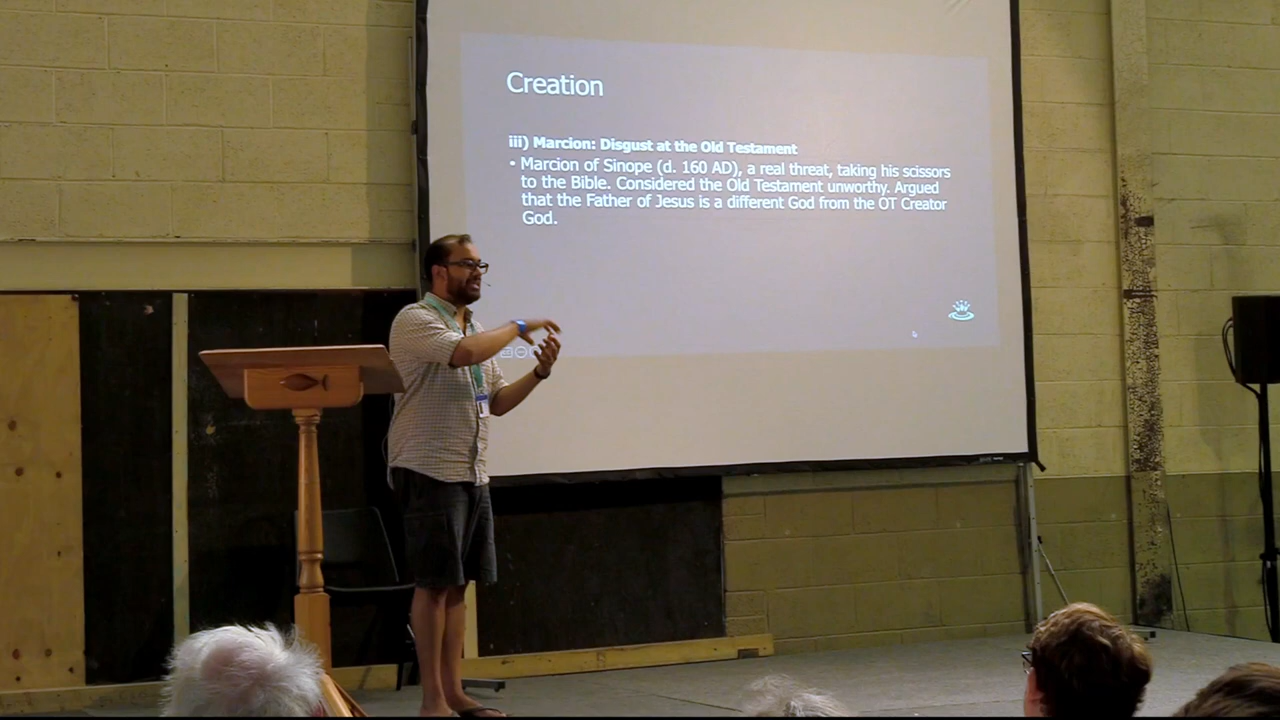 Creation
iii) Marcion: Disgust at the Old Testament
• Marcion of Sinope (d. 160 AD), a real threat, taking his scissors
to the Bible. Considered the Old Testament unworthy. Argued
that the Father of Jesus is a different God from the OT Creator
God.